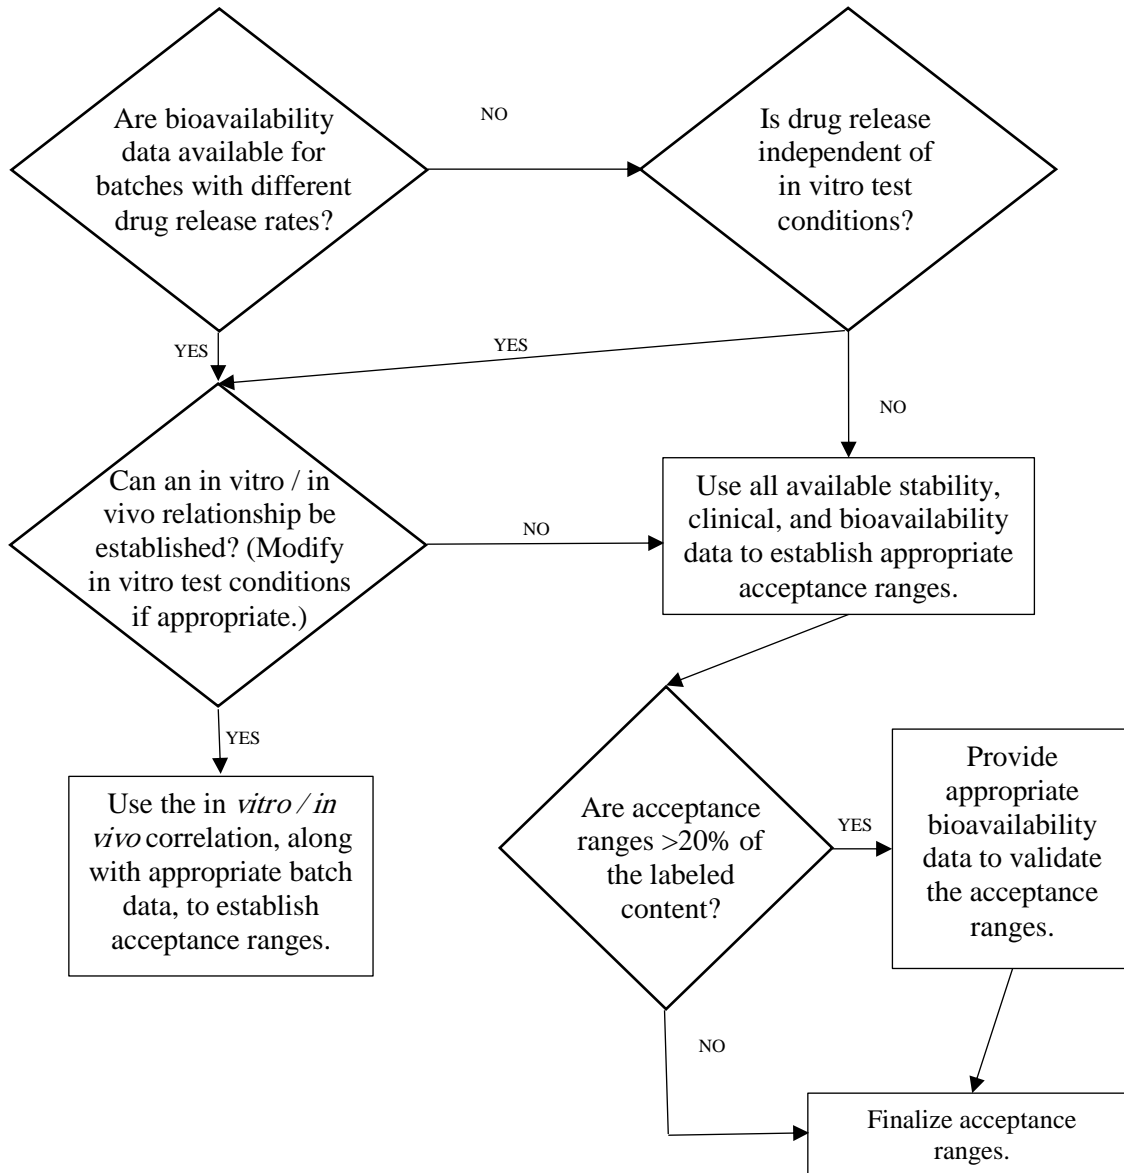 Are bioavailability
data available for
batches with different
drug release rates?
NO
Is drug release
independent of
in vitro test
conditions?
YES
YES
NO
Can an in vitro / in
vivo relationship be
established? (Modify
in vitro test conditions
if appropriate.)
NO
Use all available stability,
clinical, and bioavailability
data to establish appropriate
acceptance ranges.
YES
Use the in vitro / in
vivo correlation, along
with appropriate batch
data, to establish
acceptance ranges.
Are acceptance
ranges >20% of
the labeled
content?
YES
Provide
appropriate
bioavailability
data to validate
the acceptance
ranges.
NO
Finalize acceptance
ranges.